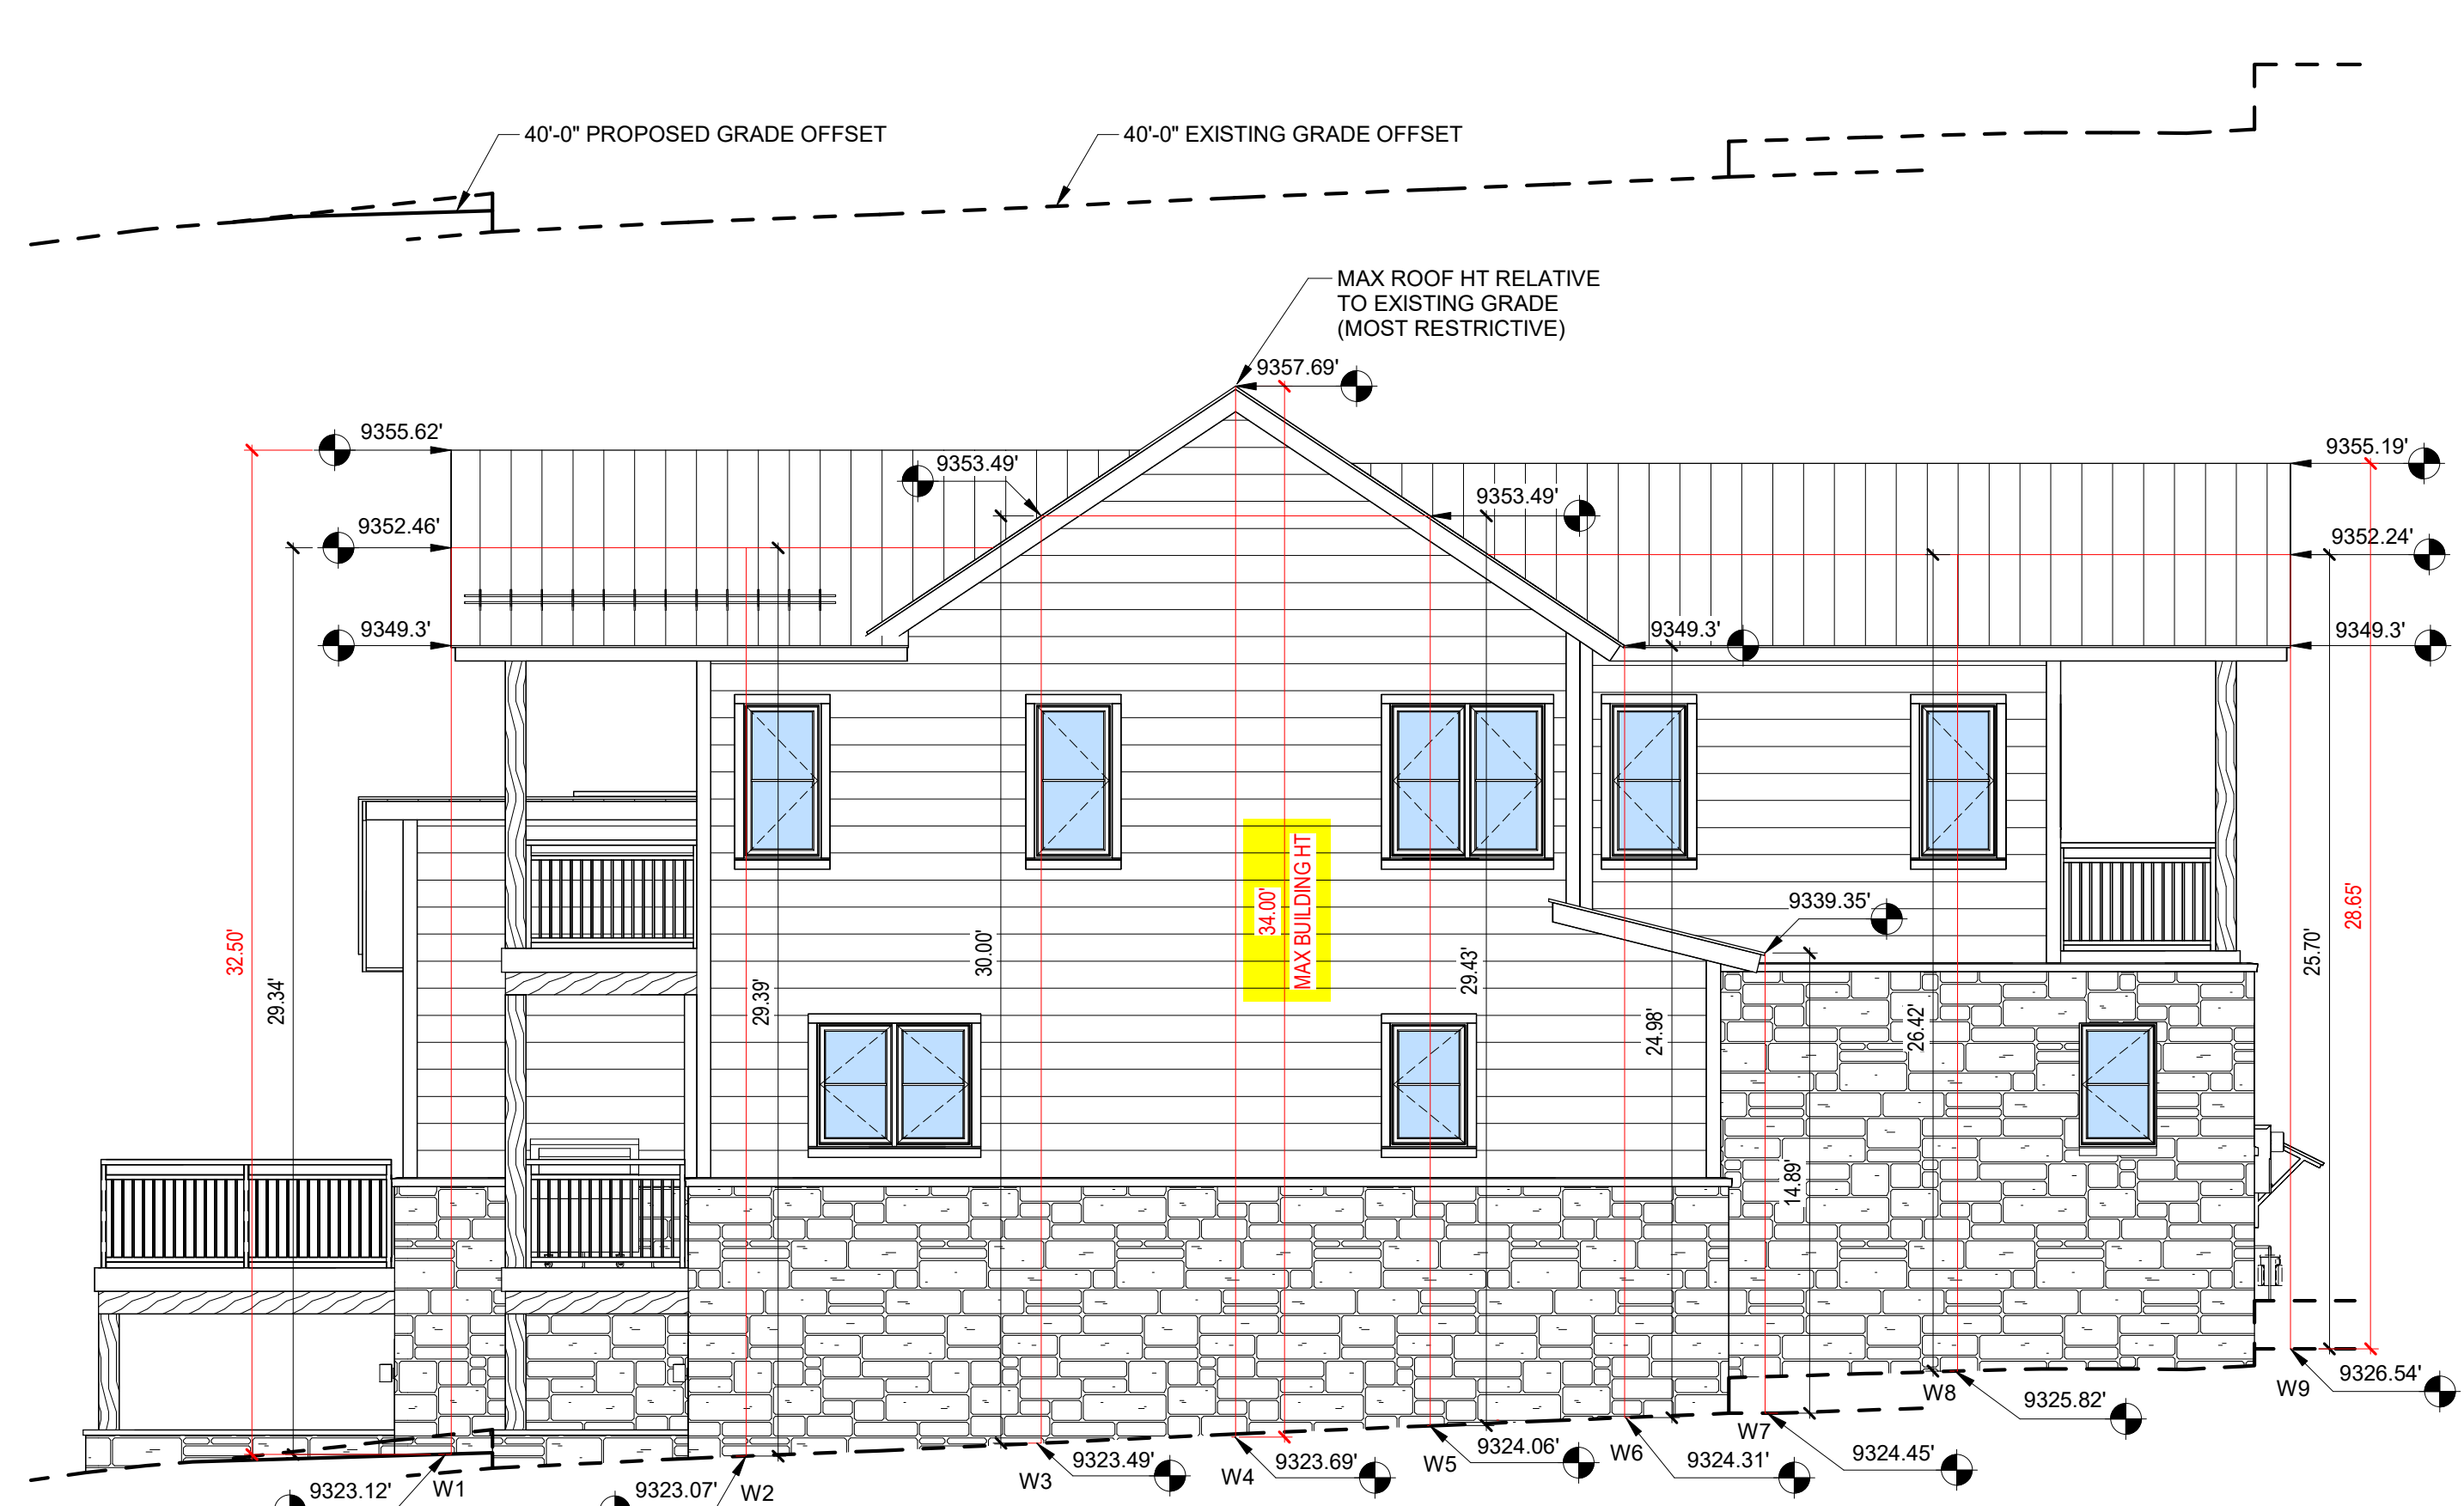 40'-0" PROPOSED GRADE OFFSET
40'-0" EXISTING GRADE OFFSET
MAX ROOF HT RELATIVE
TO EXISTING GRADE
(MOST RESTRICTIVE)
9357.69'
9355.62'
9355.19'
9353.49'
9353.49'
9352.46'
9352.24'
9349.3'
9349.3'
9349.3'
9339.35'
32.50'
29.34'
29.39'
30.00'
34.00'
MAX BUILDING HT
29.43'
24.98'
14.89'
26.42'
25.70'
28.65'
9323.12'
W1
9323.07'
W2
W3
9323.49'
W4
9323.69'
W5
9324.06'
W6
9324.31'
W7
9324.45'
W8
9325.82'
W9
9326.54'